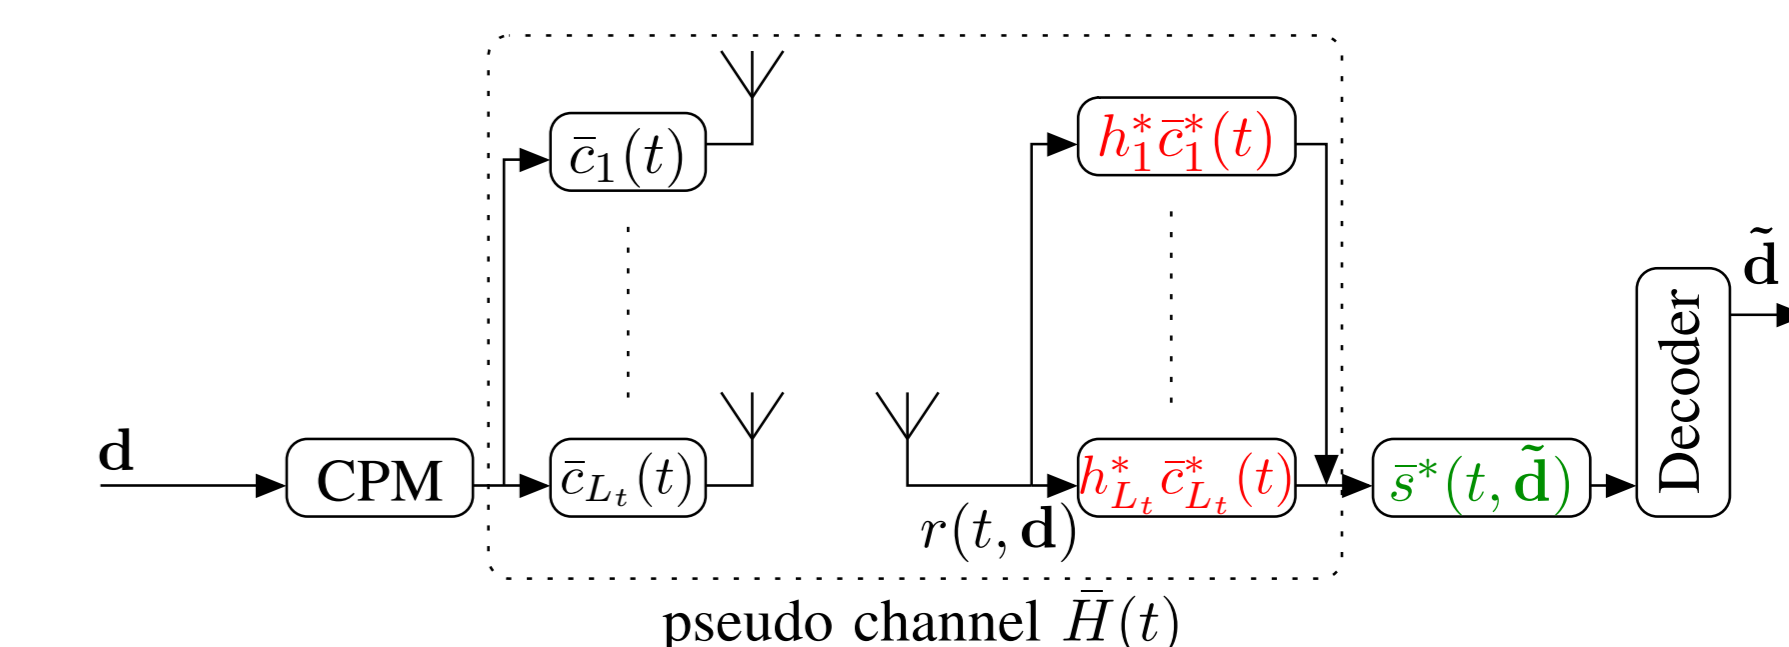 c̄₁(t)
h₁*c̄₁*(t)
d̃
Decoder
d
CPM
c̄_{L_t}(t)
h*_{L_t}c̄*_{L_t}(t)
s̄*(t, d̃)
r(t, d)
pseudo channel H̄(t)